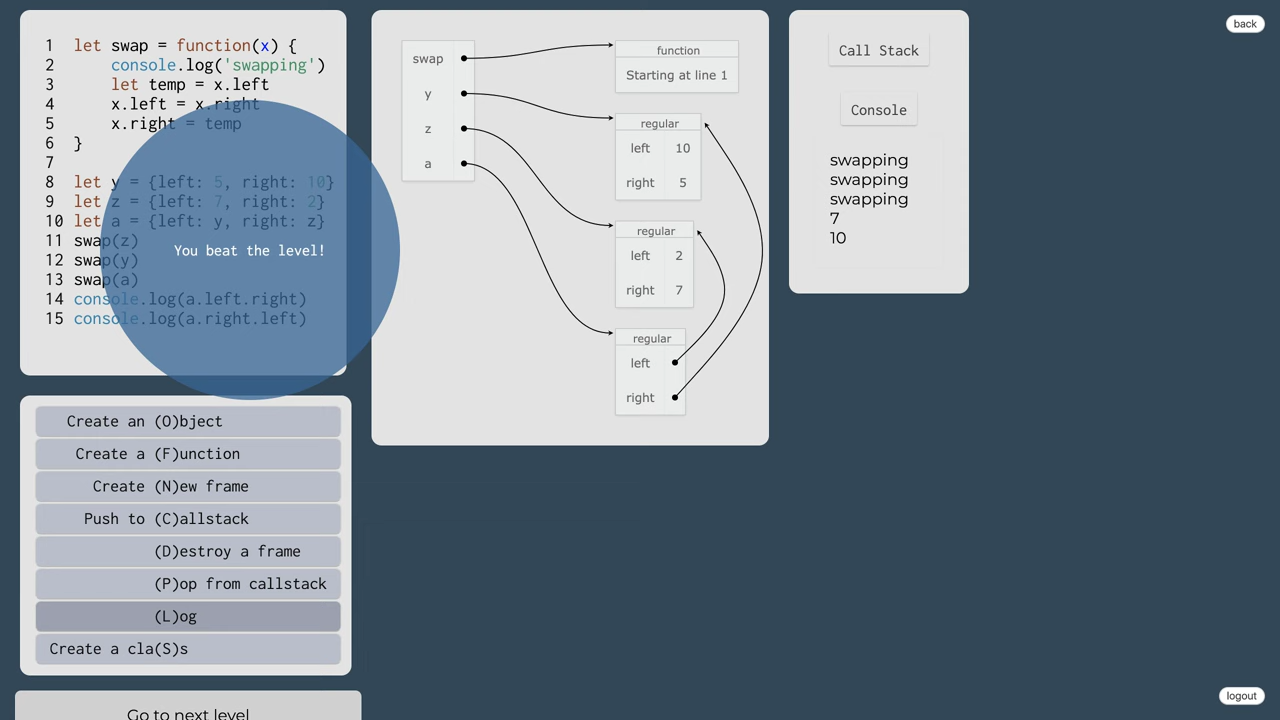 1 let swap = function(x) {
2 console.log('swapping')
3 let temp = x.left
4 x.left = x.right
5 x.right = temp
6 }
7
8 let y = {left: 5, right: 10}
9 let z = {left: 7, right: 2}
10 let a = {left: y, right: z}
11 swap(z)
12 swap(y)
13 swap(a)
14 console.log(a.left.right)
15 console.log(a.right.left)
You beat the level!
Create an (O)bject
Create a (F)unction
Create (N)ew frame
Push to (C)allstack
(D)estroy a frame
(P)op from callstack
(L)og
Create a cla(S)s
Go to next level
swap
y
z
a
function
Starting at line 1
regular
left 10
right 5
regular
left 2
right 7
regular
left
right
Call Stack
Console
swapping
swapping
swapping
7
10
back
logout